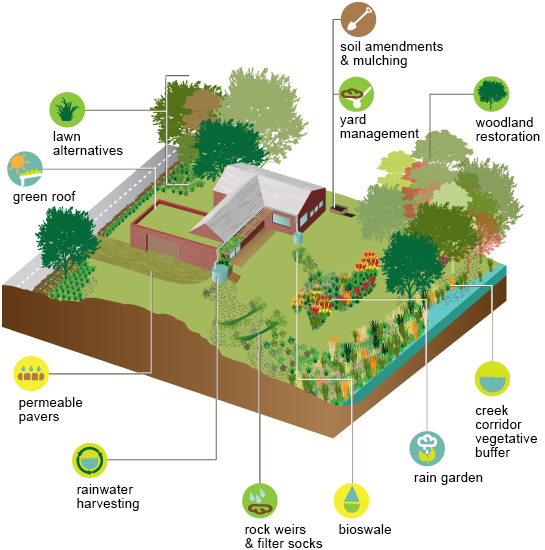 soil amendments
& mulching
yard
management
woodland
restoration
lawn
alternatives
green roof
permeable
pavers
creek
corridor
vegetative
buffer
rain garden
rainwater
harvesting
rock weirs
& filter socks
bioswale